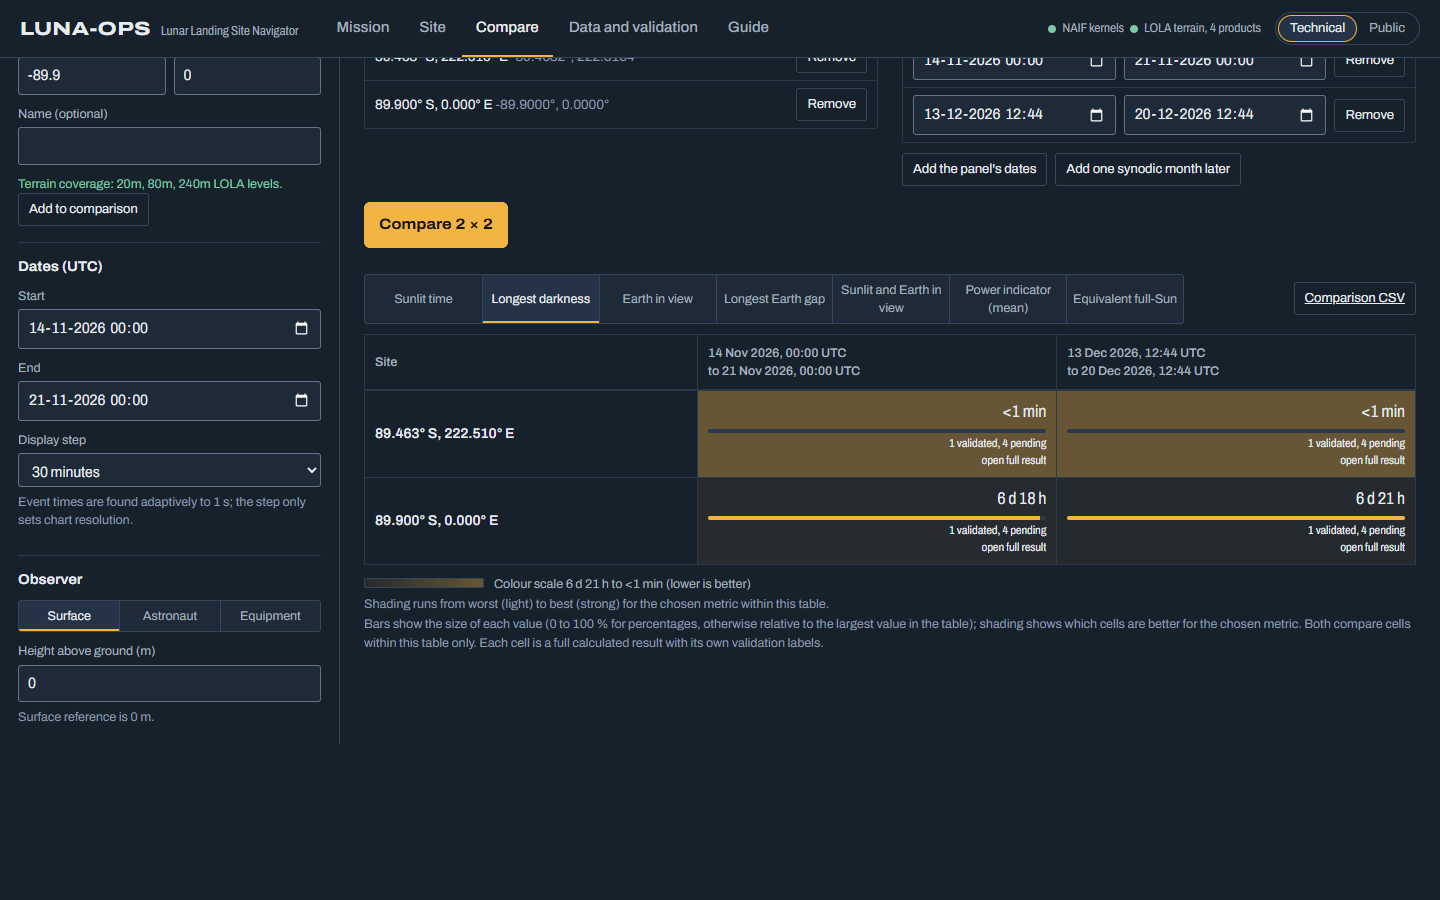 LUNA-OPS Lunar Landing Site Navigator Mission Site Compare Data and validation Guide NAIF kernels LOLA terrain, 4 products Technical Public
-89.9 0
Name (optional)
Terrain coverage: 20m, 80m, 240m LOLA levels.
Add to comparison
Dates (UTC)
Start
14-11-2026 00:00
End
21-11-2026 00:00
Display step
30 minutes
Event times are found adaptively to 1 s; the step only
sets chart resolution.
Observer
Surface Astronaut Equipment
Height above ground (m)
0
Surface reference is 0 m.
Remove
89.900° S, 0.000° E -89.9000°, 0.0000° Remove
14-11-2026 00:00 21-11-2026 00:00 Remove
13-12-2026 12:44 20-12-2026 12:44 Remove
Add the panel's dates Add one synodic month later
Compare 2 × 2
Sunlit time Longest darkness Earth in view Longest Earth gap Sunlit and Earth in view Power indicator (mean) Equivalent full-Sun Comparison CSV
Site
14 Nov 2026, 00:00 UTC
to 21 Nov 2026, 00:00 UTC
13 Dec 2026, 12:44 UTC
to 20 Dec 2026, 12:44 UTC
89.463° S, 222.510° E
<1 min
1 validated, 4 pending
open full result
<1 min
1 validated, 4 pending
open full result
89.900° S, 0.000° E
6 d 18 h
1 validated, 4 pending
open full result
6 d 21 h
1 validated, 4 pending
open full result
Colour scale 6 d 21 h to <1 min (lower is better)
Shading runs from worst (light) to best (strong) for the chosen metric within this table.
Bars show the size of each value (0 to 100 % for percentages, otherwise relative to the largest value in the table); shading shows which cells are better for the chosen metric. Both compare cells
within this table only. Each cell is a full calculated result with its own validation labels.